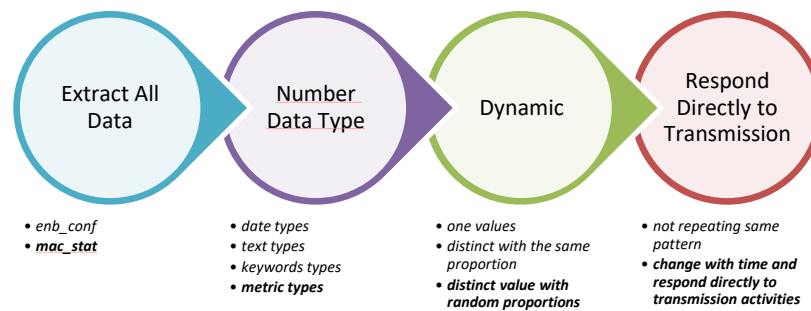 Extract All
Data
Number
Data Type
Dynamic
Respond
Directly to
Transmission
• enb_conf
• mac_stat
• date types
• text types
• keywords types
• metric types
• one values
• distinct with the same
proportion
• distinct value with
random proportions
• not repeating same
pattern
• change with time and
respond directly to
transmission activities